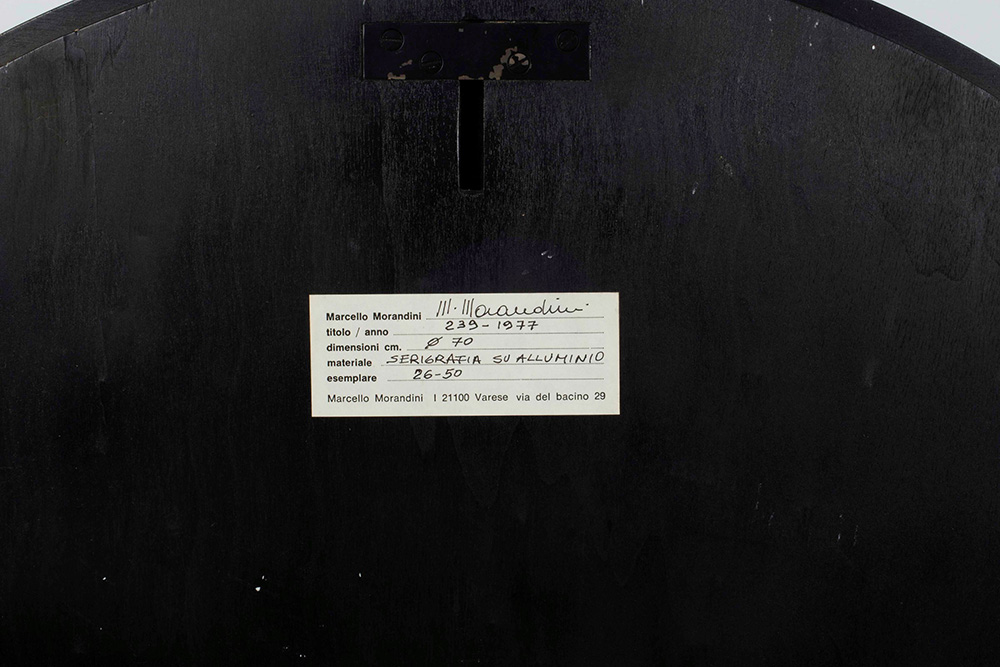 Marcello Morandini M. Morandini
titolo / anno 239-1977
dimensioni cm. Ø 70
materiale SERIGRAFIA SU ALLUMINIO
esemplare 26-50
Marcello Morandini I 21100 Varese via del bacino 29